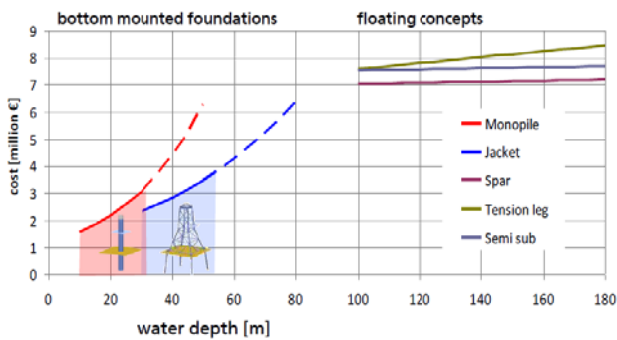 bottom mounted foundations
floating concepts
9
8
7
6
5
4
3
2
1
0
cost [million €]
Monopile
Jacket
Spar
Tension leg
Semi sub
0 20 40 60 80 100 120 140 160 180
water depth [m]